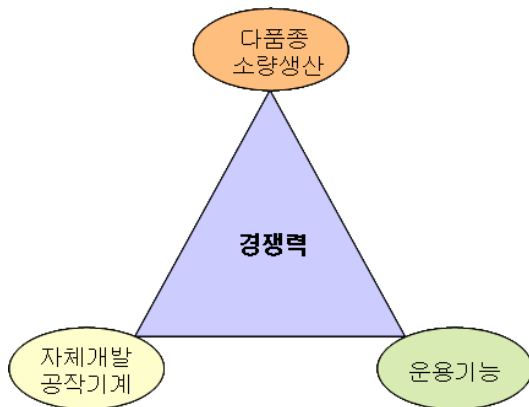 다품종
소량생산
경쟁력
자체개발
공작기계
운용기능